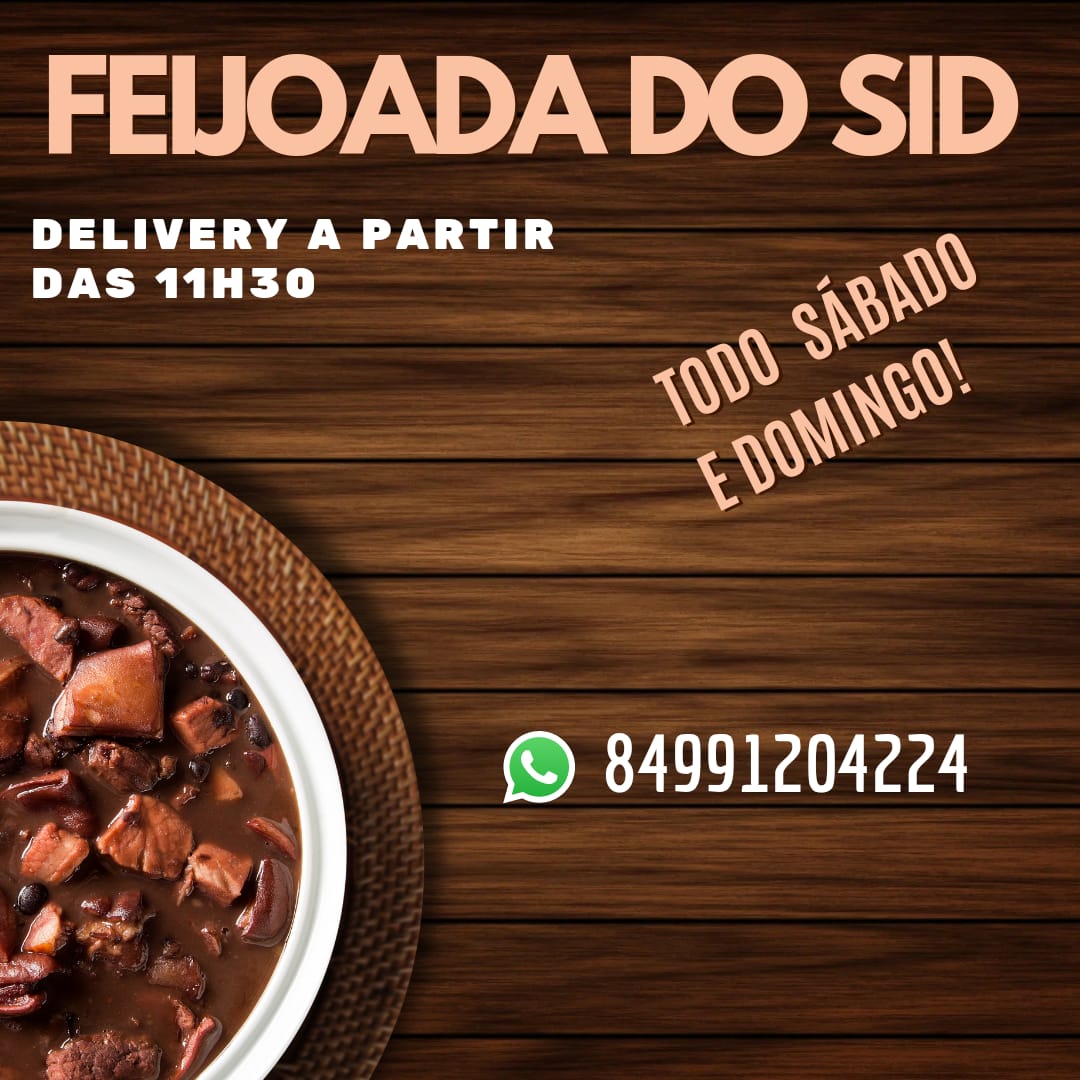 FEIJOADA DO SID
DELIVERY A PARTIR
DAS 11H30
TODO SÁBADO
E DOMINGO!
84991204224